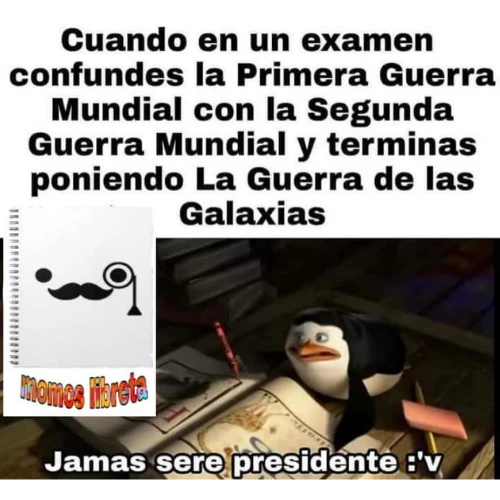 Cuando en un examen
confundes la Primera Guerra
Mundial con la Segunda
Guerra Mundial y terminas
poniendo La Guerra de las
Galaxias
momos libreta
Jamas sere presidente :'v